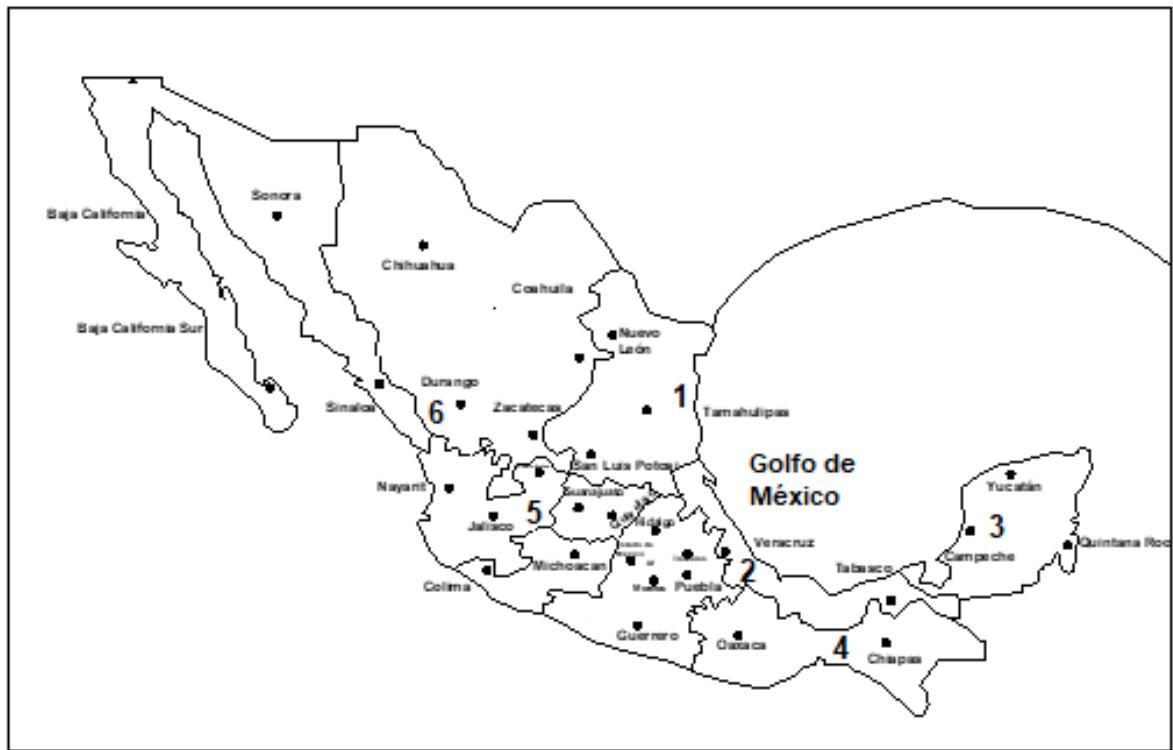 Sonora
Baja California
Chihuahua
Coahuila
Baja California Sur
Nuevo
León
Durango
Sinaloa
6
Zacatecas
1
Tamahulipas
San Luis Potosí
Golfo de
México
Nayarit
Guanajuato
Yucatán
5
Jalisco
Hidalgo
3
Veracruz
Quintana Roo
Campeche
Michoacan
Tabasco
2
Colima
Puebla
Guerrero
Oaxaca
4
Chiapas